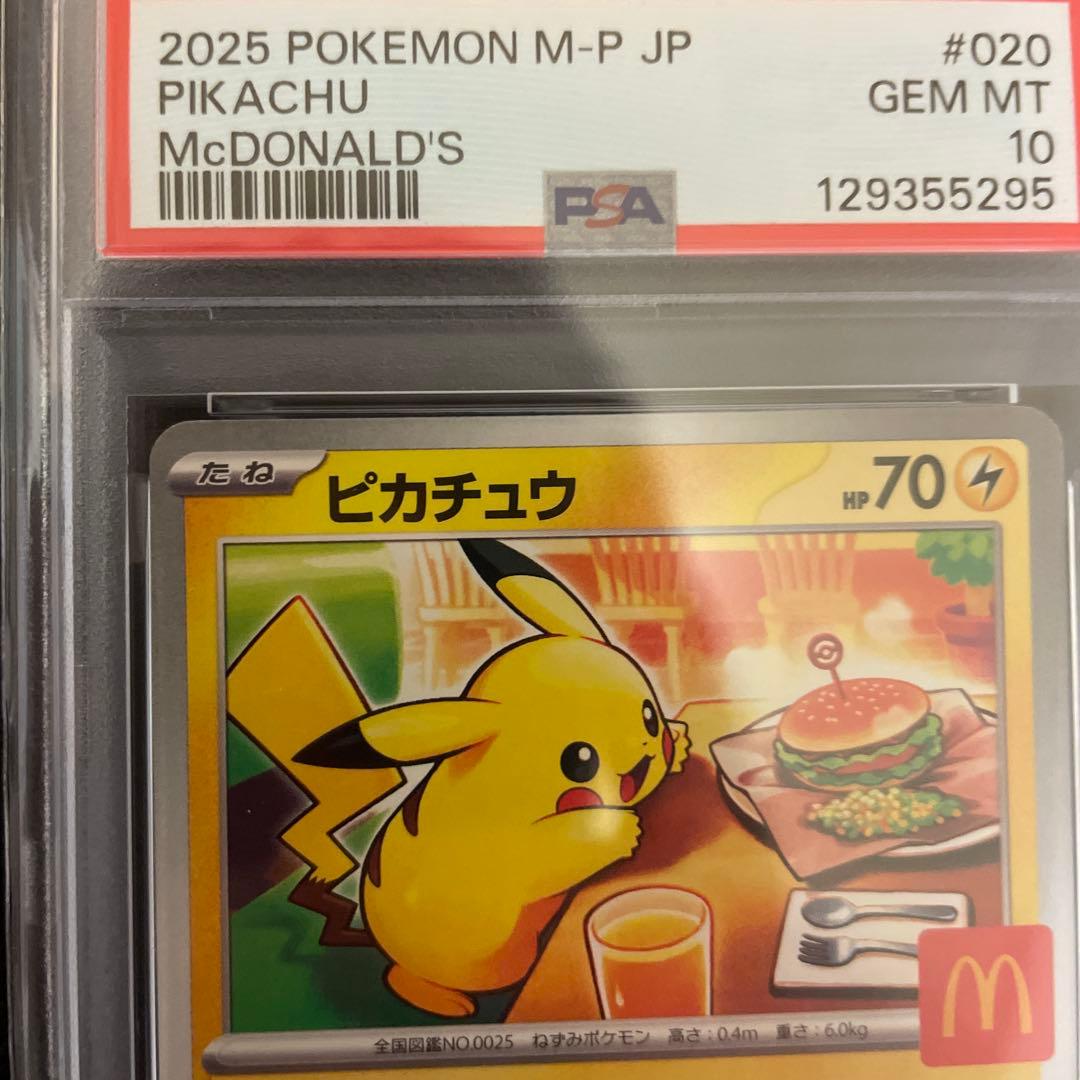 2025 POKEMON M-P JP #020
PIKACHU GEM MT
McDONALD'S 10
PSA 129355295
たね ピカチュウ HP70
全国図鑑NO.0025 ねずみポケモン 高さ:0.4m 重さ:6.0kg
M